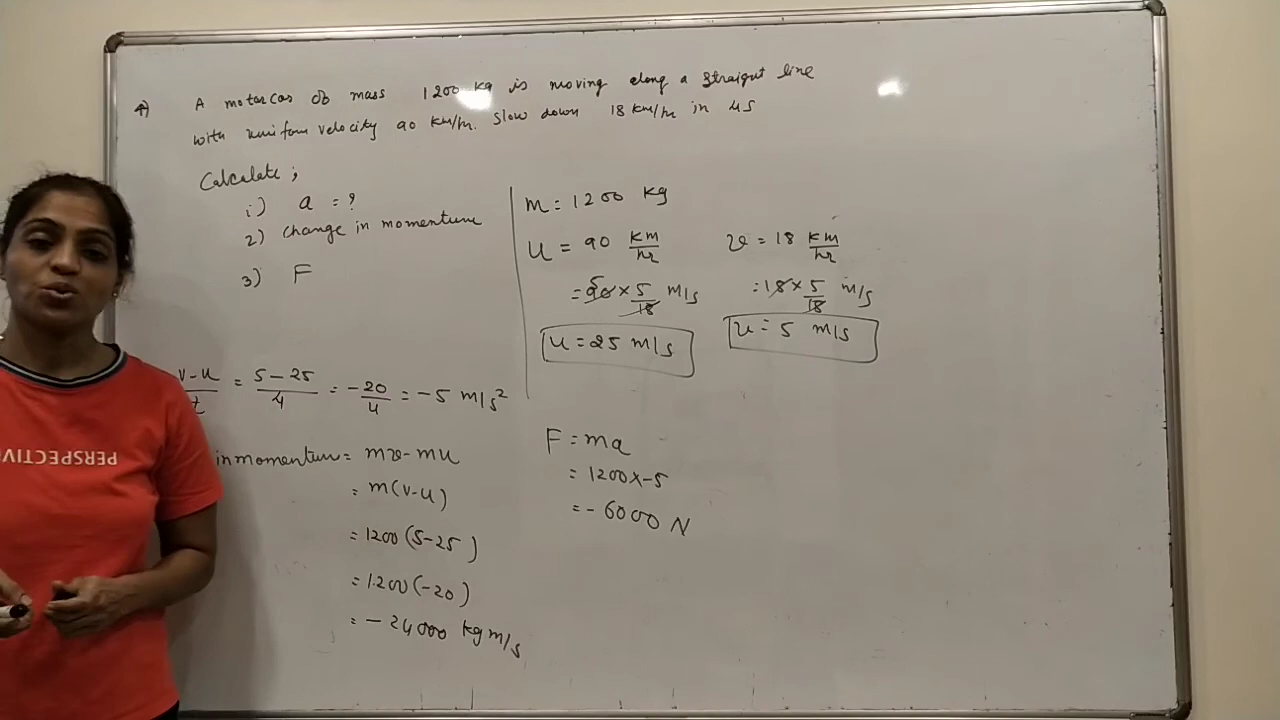 4) A motorcar of mass 1200 kg is moving along a straight line
with uniform velocity 90 km/hr. slow down 18 km/hr in 4s
Calculate ;
i) a = ?
2) change in momentum
3) F
m = 1200 kg
u = 90 km/hr
= 90 × 5/18 m/s
u = 25 m/s
v = 18 km/hr
= 18 × 5/18 m/s
u = 5 m/s
v-u/t = 5-25/4 = -20/4 = -5 m/s²
in momentum = mv - mu
= m(v-u)
= 1200(5-25)
= 1200(-20)
= -24000 kg m/s
F = ma
= 1200x-5
= -6000 N
PERSPECTIV